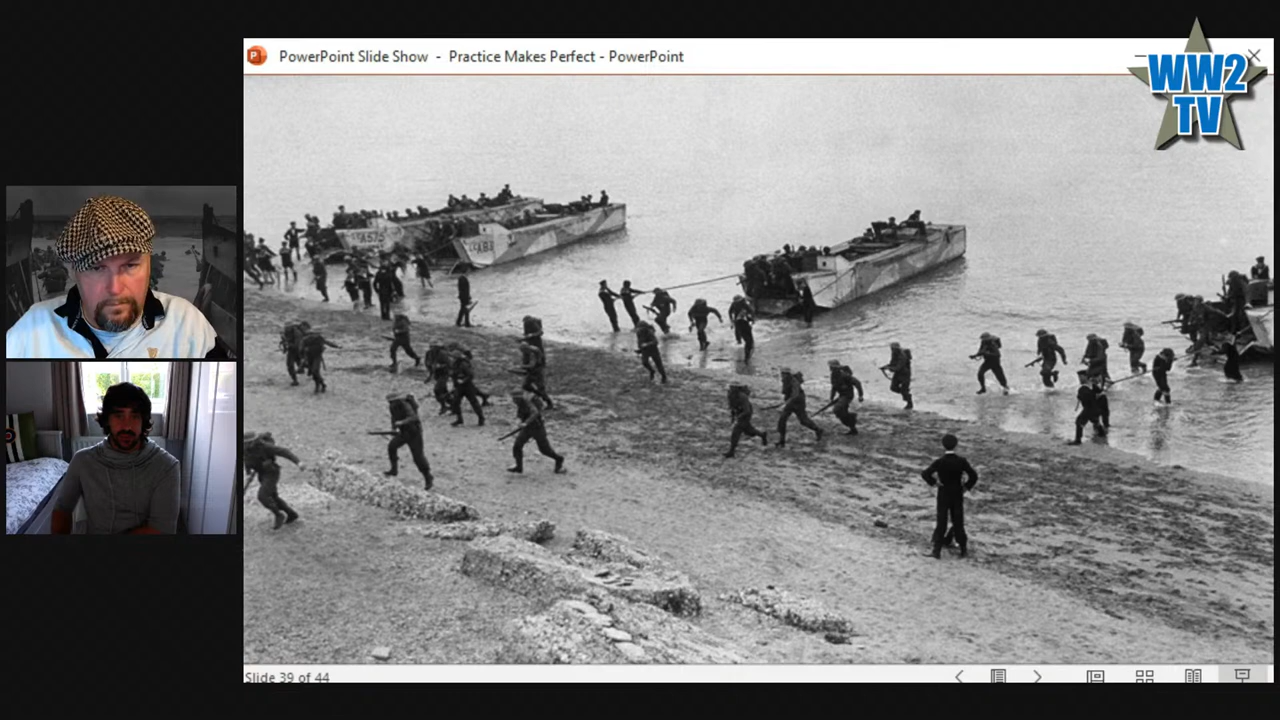 PowerPoint Slide Show - Practice Makes Perfect - PowerPoint
WW2
TV
Slide 39 of 44